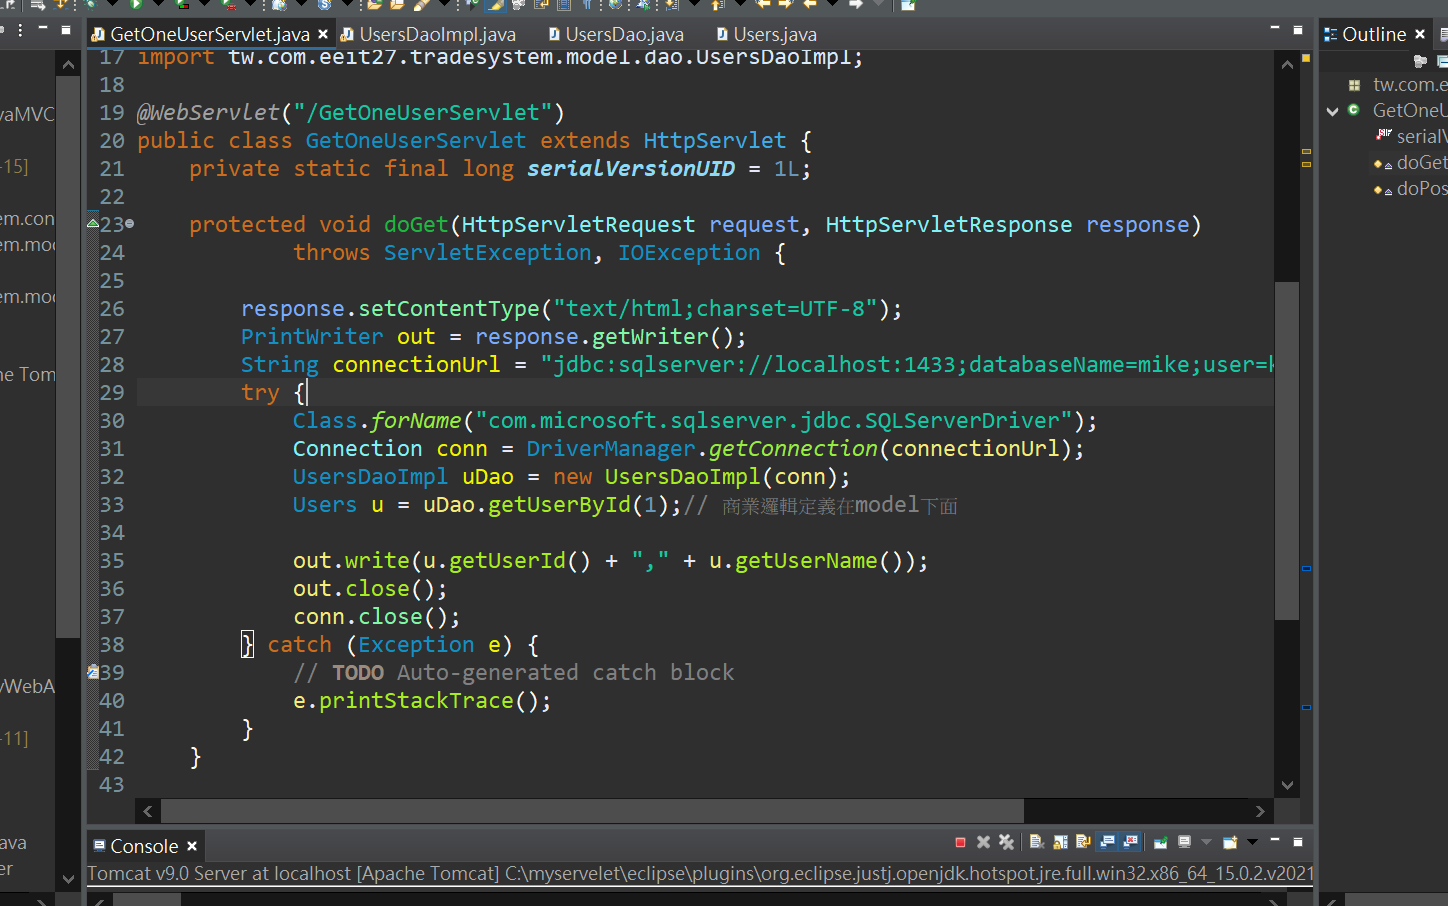 GetOneUserServlet.java
UsersDaoImpl.java
UsersDao.java
Users.java
Outline
17 import tw.com.eeit27.tradesystem.model.dao.UsersDaoImpl;
18
19 @WebServlet("/GetOneUserServlet")
20 public class GetOneUserServlet extends HttpServlet {
21 private static final long serialVersionUID = 1L;
22
23 protected void doGet(HttpServletRequest request, HttpServletResponse response)
24 throws ServletException, IOException {
25
26 response.setContentType("text/html;charset=UTF-8");
27 PrintWriter out = response.getWriter();
28 String connectionUrl = "jdbc:sqlserver://localhost:1433;databaseName=mike;user=k
29 try {
30 Class.forName("com.microsoft.sqlserver.jdbc.SQLServerDriver");
31 Connection conn = DriverManager.getConnection(connectionUrl);
32 UsersDaoImpl uDao = new UsersDaoImpl(conn);
33 Users u = uDao.getUserById(1);// 商業邏輯定義在model下面
34
35 out.write(u.getUserId() + "," + u.getUserName());
36 out.close();
37 conn.close();
38 } catch (Exception e) {
39 // TODO Auto-generated catch block
40 e.printStackTrace();
41 }
42 }
43
vaMVC
-15]
em.con
em.moc
em.moc
he Tom
yWebA
-11]
ava
er
tw.com.e
GetOneU
serialV
doGet
doPos
Console
Tomcat v9.0 Server at localhost [Apache Tomcat] C:\myservelet\eclipse\plugins\org.eclipse.justj.openjdk.hotspot.jre.full.win32.x86_64_15.0.2.v2021